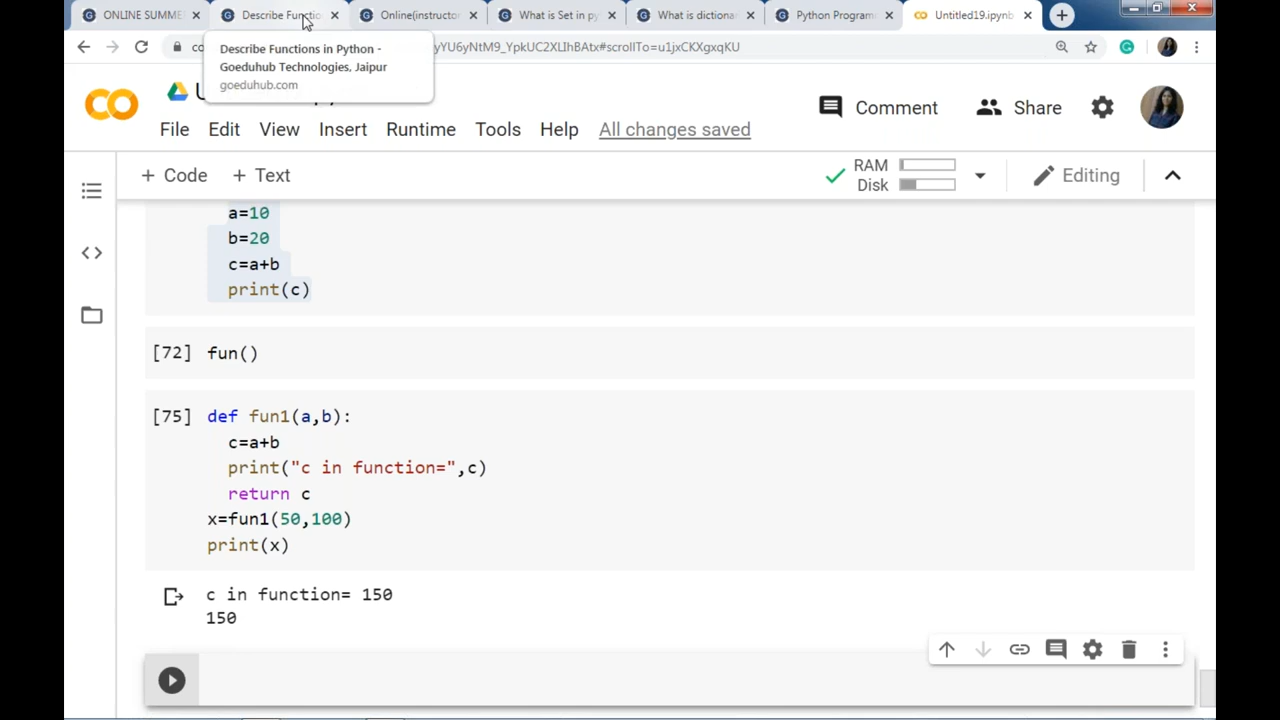 ONLINE SUMME
Describe Functio
Online(instructor
What is Set in py
What is dictiona
Python Program
Untitled19.ipynb
Describe Functions in Python -
Goeduhub Technologies, Jaipur
goeduhub.com
yYU6yNtM9_YpkUC2XLIhBAtx#scrollTo=u1jxCKXgxqKU
Comment
Share
File Edit View Insert Runtime Tools Help All changes saved
+ Code + Text
RAM
Disk
Editing
a=10
b=20
c=a+b
print(c)
[72] fun()
[75] def fun1(a,b):
c=a+b
print("c in function=",c)
return c
x=fun1(50,100)
print(x)
c in function= 150
150